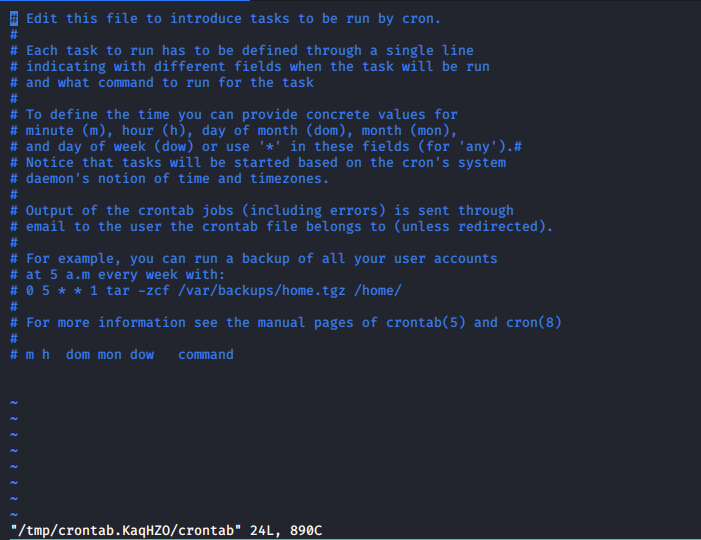 # Edit this file to introduce tasks to be run by cron.
#
# Each task to run has to be defined through a single line
# indicating with different fields when the task will be run
# and what command to run for the task
#
# To define the time you can provide concrete values for
# minute (m), hour (h), day of month (dom), month (mon),
# and day of week (dow) or use '*' in these fields (for 'any').#
# Notice that tasks will be started based on the cron's system
# daemon's notion of time and timezones.
#
# Output of the crontab jobs (including errors) is sent through
# email to the user the crontab file belongs to (unless redirected).
#
# For example, you can run a backup of all your user accounts
# at 5 a.m every week with:
# 0 5 * * 1 tar -zcf /var/backups/home.tgz /home/
#
# For more information see the manual pages of crontab(5) and cron(8)
#
# m h  dom mon dow   command
~
~
~
~
~
~
~
~
"/tmp/crontab.KaqHZO/crontab" 24L, 890C